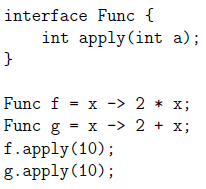 interface Func {
    int apply(int a);
}

Func f = x -> 2 * x;
Func g = x -> 2 + x;
f.apply(10);
g.apply(10);